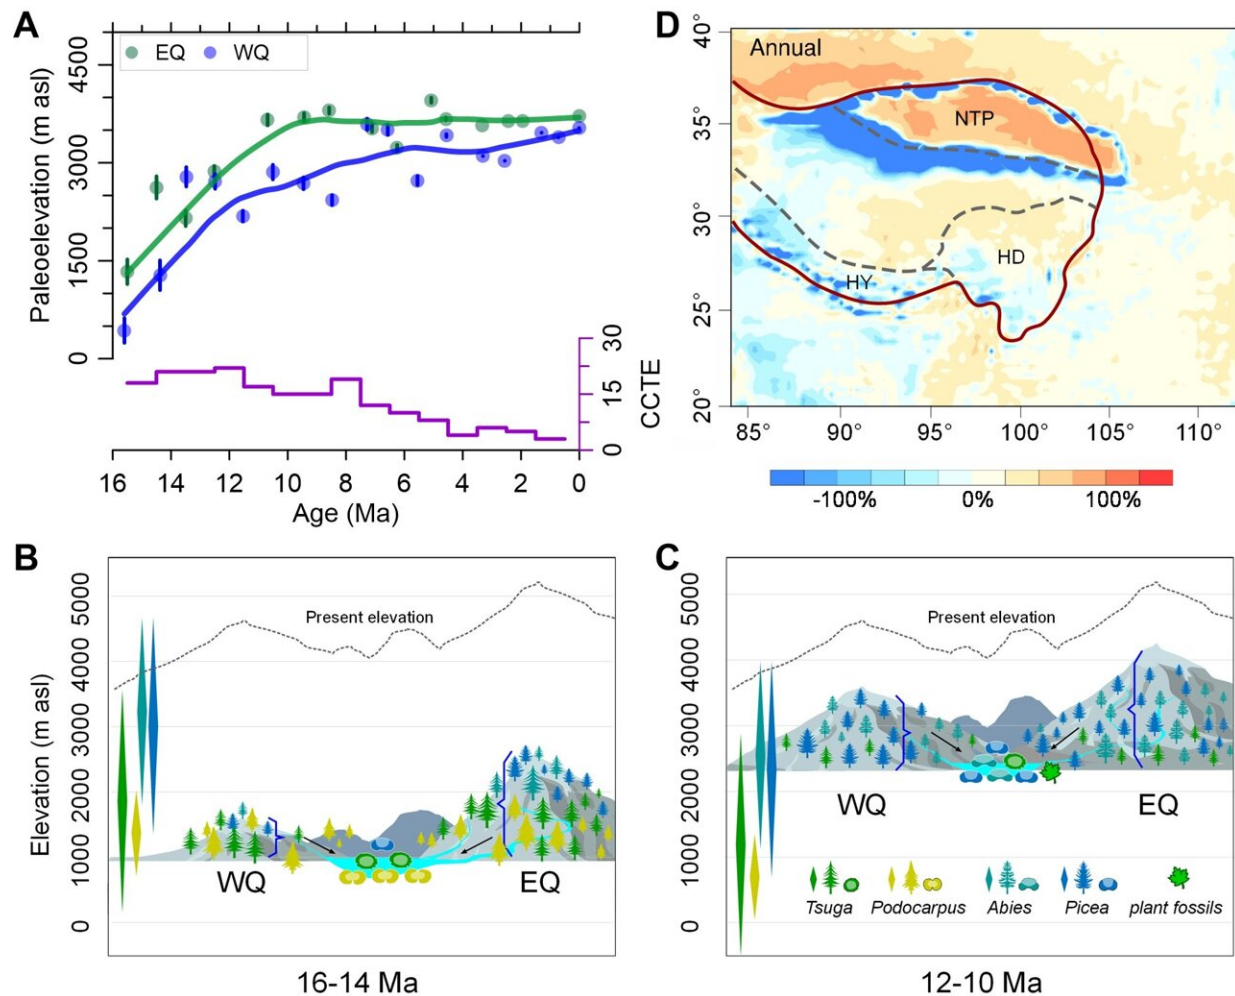 A
EQ WQ
Paleoelevation (m asl)
4500
3000
1500
0
30
15
0
CCTE
16 14 12 10 8 6 4 2 0
Age (Ma)
D
Annual
40°
35°
30°
25°
20°
NTP
HD
HY
85° 90° 95° 100° 105° 110°
-100% 0% 100%
B
Elevation (m asl)
5000
4000
3000
2000
1000
0
Present elevation
WQ
EQ
16-14 Ma
C
5000
4000
3000
2000
1000
0
Present elevation
WQ
EQ
Tsuga Podocarpus Abies Picea plant fossils
12-10 Ma